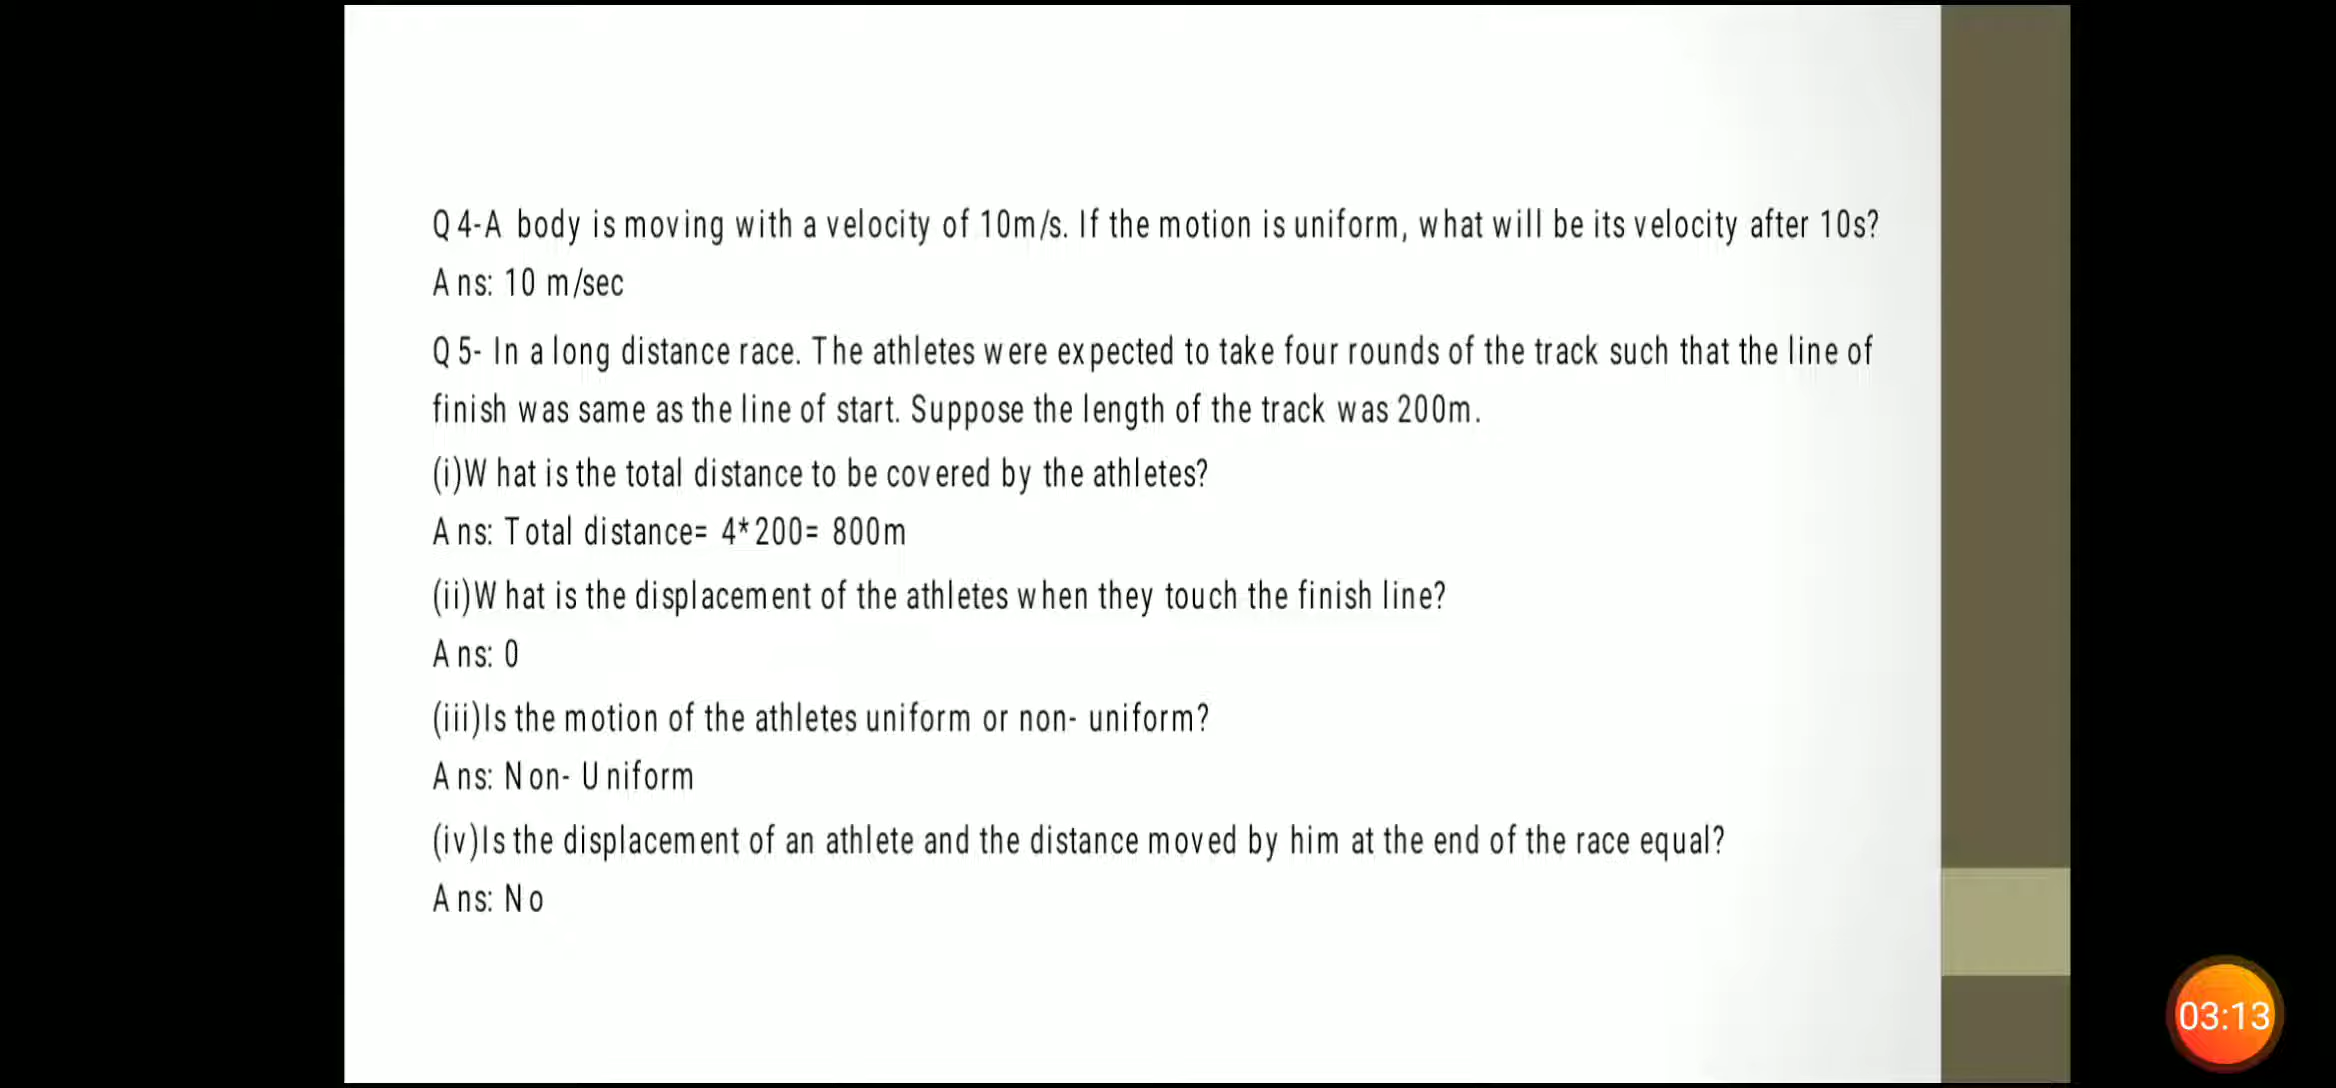 Q4-A body is moving with a velocity of 10m/s. If the motion is uniform, what will be its velocity after 10s?
Ans: 10 m/sec
Q5- In a long distance race. The athletes were expected to take four rounds of the track such that the line of
finish was same as the line of start. Suppose the length of the track was 200m.
(i)What is the total distance to be covered by the athletes?
Ans: Total distance= 4*200= 800m
(ii)What is the displacement of the athletes when they touch the finish line?
Ans: 0
(iii)Is the motion of the athletes uniform or non- uniform?
Ans: Non- Uniform
(iv)Is the displacement of an athlete and the distance moved by him at the end of the race equal?
Ans: No
03:13